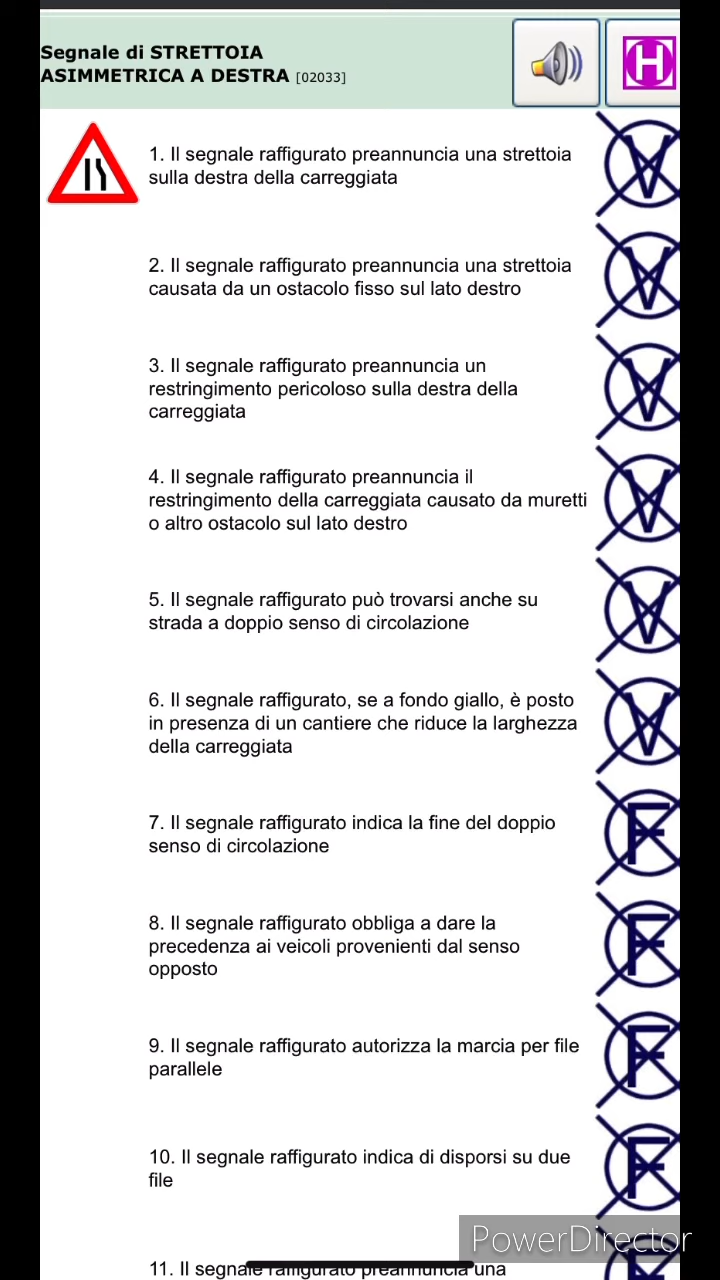 Segnale di STRETTOIA
ASIMMETRICA A DESTRA [02033]
H
1. Il segnale raffigurato preannuncia una strettoia
sulla destra della carreggiata
V
2. Il segnale raffigurato preannuncia una strettoia
causata da un ostacolo fisso sul lato destro
V
3. Il segnale raffigurato preannuncia un
restringimento pericoloso sulla destra della
carreggiata
V
4. Il segnale raffigurato preannuncia il
restringimento della carreggiata causato da muretti
o altro ostacolo sul lato destro
V
5. Il segnale raffigurato può trovarsi anche su
strada a doppio senso di circolazione
V
6. Il segnale raffigurato, se a fondo giallo, è posto
in presenza di un cantiere che riduce la larghezza
della carreggiata
V
7. Il segnale raffigurato indica la fine del doppio
senso di circolazione
F
8. Il segnale raffigurato obbliga a dare la
precedenza ai veicoli provenienti dal senso
opposto
F
9. Il segnale raffigurato autorizza la marcia per file
parallele
F
10. Il segnale raffigurato indica di disporsi su due
file
F
PowerDirector
11. Il segnale raffigurato preannuncia una
F